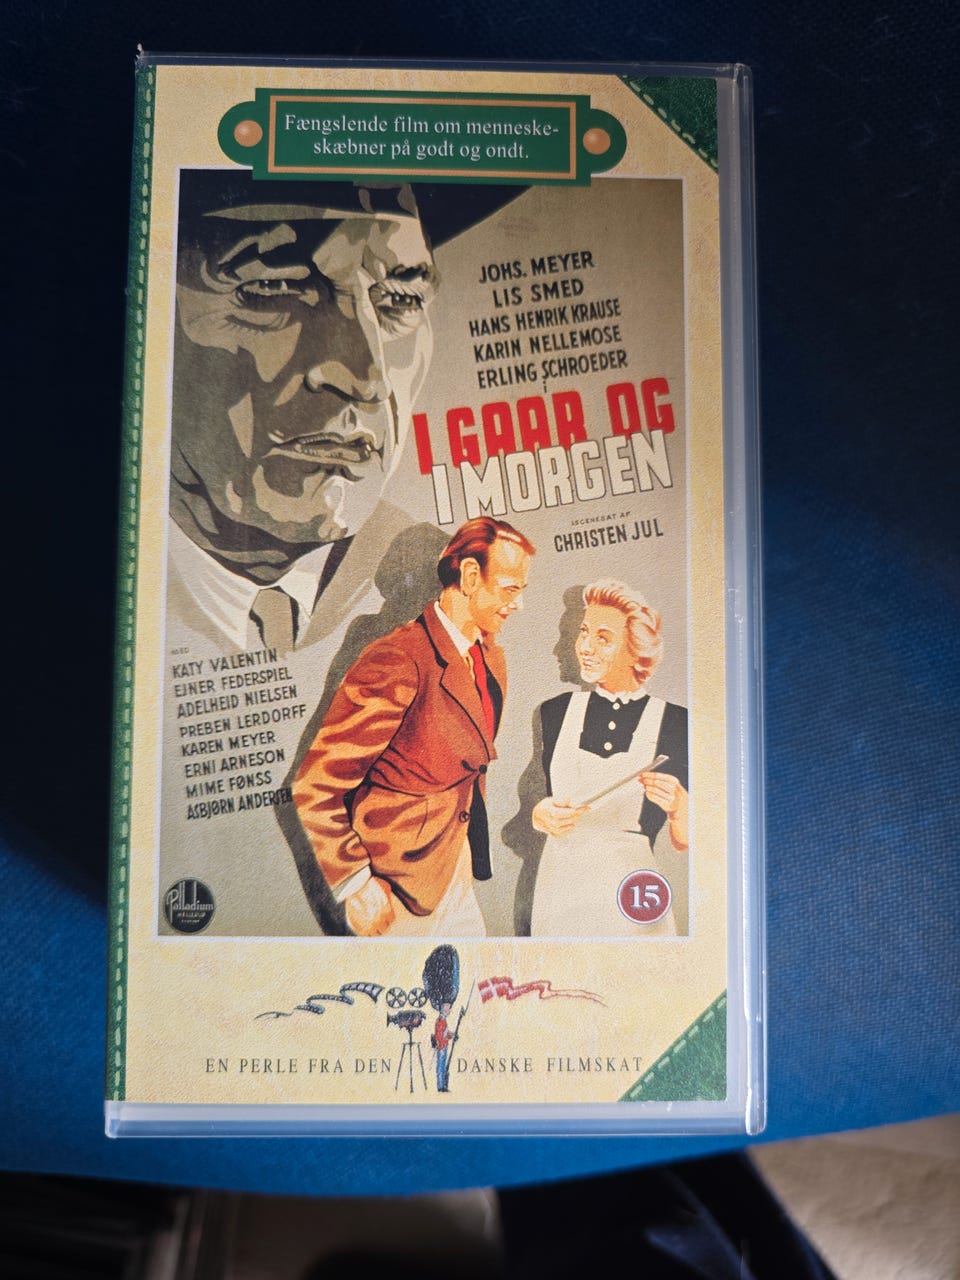 Fængslende film om menneske-
skæbner på godt og ondt.
JOHS. MEYER
LIS SMED
HANS HENRIK KRAUSE
KARIN NELLEMOSE
ERLING SCHROEDER
i
I GAAR OG
I MORGEN
ISCENESAT AF
CHRISTEN JUL
MED
KATY VALENTIN
EJNER FEDERSPIEL
ADELHEID NIELSEN
PREBEN LERDORFF
KAREN MEYER
ERNI ARNESON
MIME FØNSS
ASBJØRN ANDERSEN
Palladium
15
EN PERLE FRA DEN DANSKE FILMSKAT